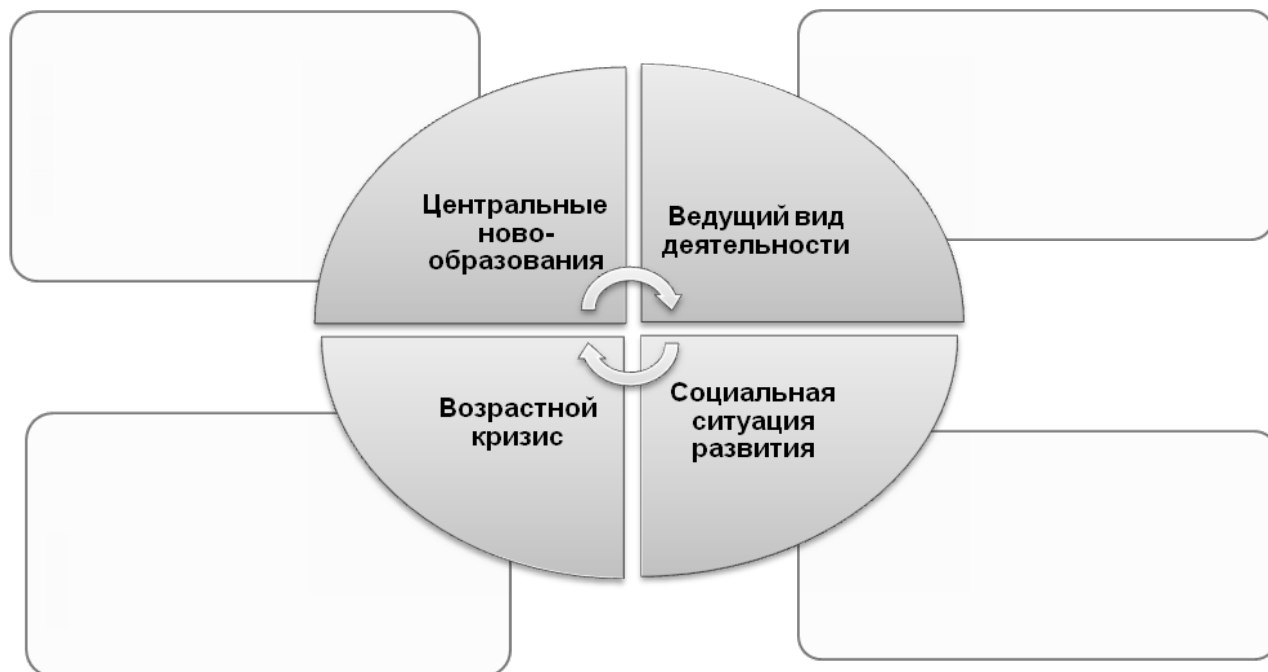 Центральные
ново-
образования
Ведущий вид
деятельности
Возрастной
кризис
Социальная
ситуация
развития